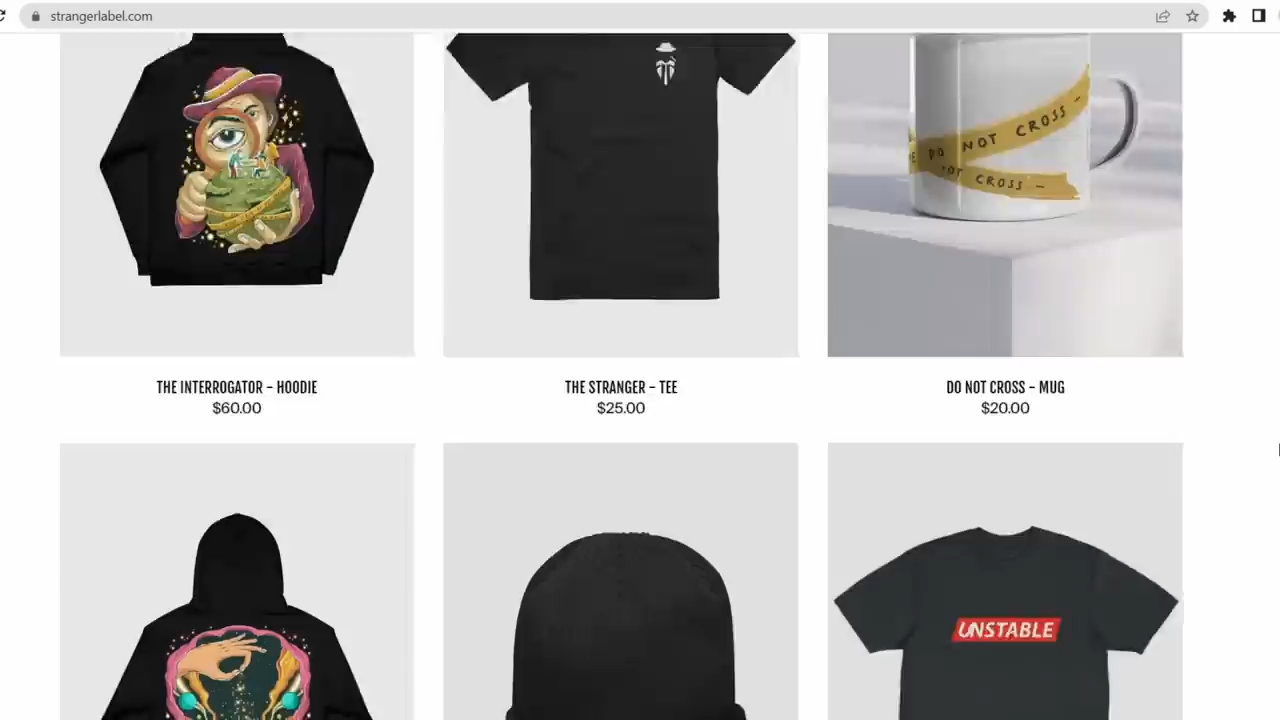 strangerlabel.com
DO NOT CROSS -
OT CROSS -
THE INTERROGATOR - HOODIE
$60.00
THE STRANGER - TEE
$25.00
DO NOT CROSS - MUG
$20.00
UNSTABLE